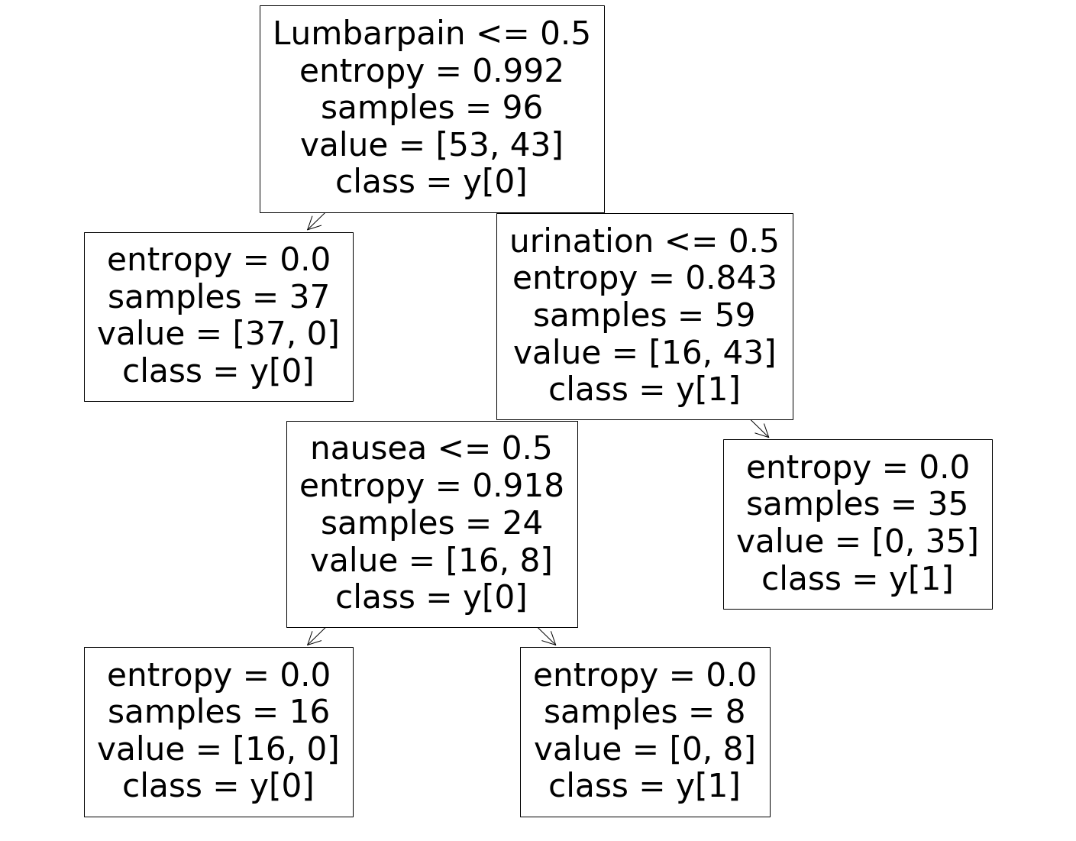 Lumbarpain <= 0.5
entropy = 0.992
samples = 96
value = [53, 43]
class = y[0]
entropy = 0.0
samples = 37
value = [37, 0]
class = y[0]
urination <= 0.5
entropy = 0.843
samples = 59
value = [16, 43]
class = y[1]
nausea <= 0.5
entropy = 0.918
samples = 24
value = [16, 8]
class = y[0]
entropy = 0.0
samples = 35
value = [0, 35]
class = y[1]
entropy = 0.0
samples = 16
value = [16, 0]
class = y[0]
entropy = 0.0
samples = 8
value = [0, 8]
class = y[1]